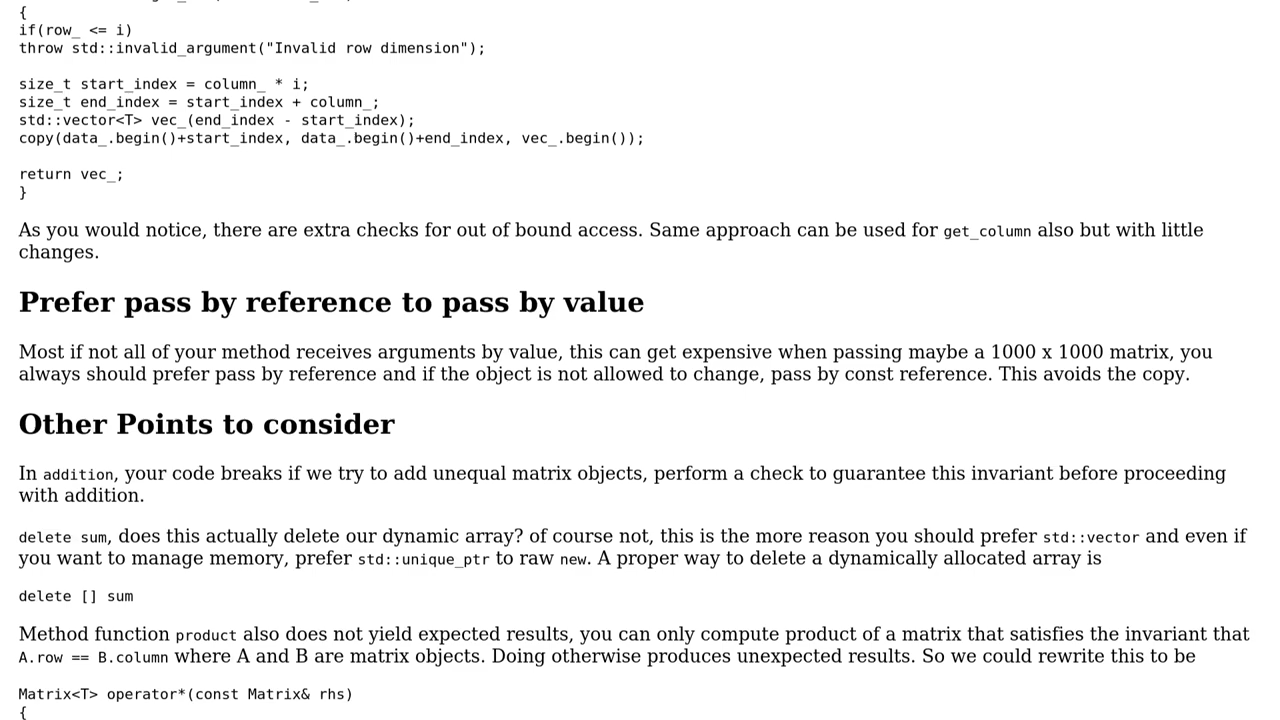 {
if(row_ <= i)
throw std::invalid_argument("Invalid row dimension");
size_t start_index = column_ * i;
size_t end_index = start_index + column_;
std::vector<T> vec_(end_index - start_index);
copy(data_.begin()+start_index, data_.begin()+end_index, vec_.begin());
return vec_;
}
As you would notice, there are extra checks for out of bound access. Same approach can be used for get_column also but with little
changes.
Prefer pass by reference to pass by value
Most if not all of your method receives arguments by value, this can get expensive when passing maybe a 1000 x 1000 matrix, you
always should prefer pass by reference and if the object is not allowed to change, pass by const reference. This avoids the copy.
Other Points to consider
In addition, your code breaks if we try to add unequal matrix objects, perform a check to guarantee this invariant before proceeding
with addition.
delete sum, does this actually delete our dynamic array? of course not, this is the more reason you should prefer std::vector and even if
you want to manage memory, prefer std::unique_ptr to raw new. A proper way to delete a dynamically allocated array is
delete [] sum
Method function product also does not yield expected results, you can only compute product of a matrix that satisfies the invariant that
A.row == B.column where A and B are matrix objects. Doing otherwise produces unexpected results. So we could rewrite this to be
Matrix<T> operator*(const Matrix& rhs)
{